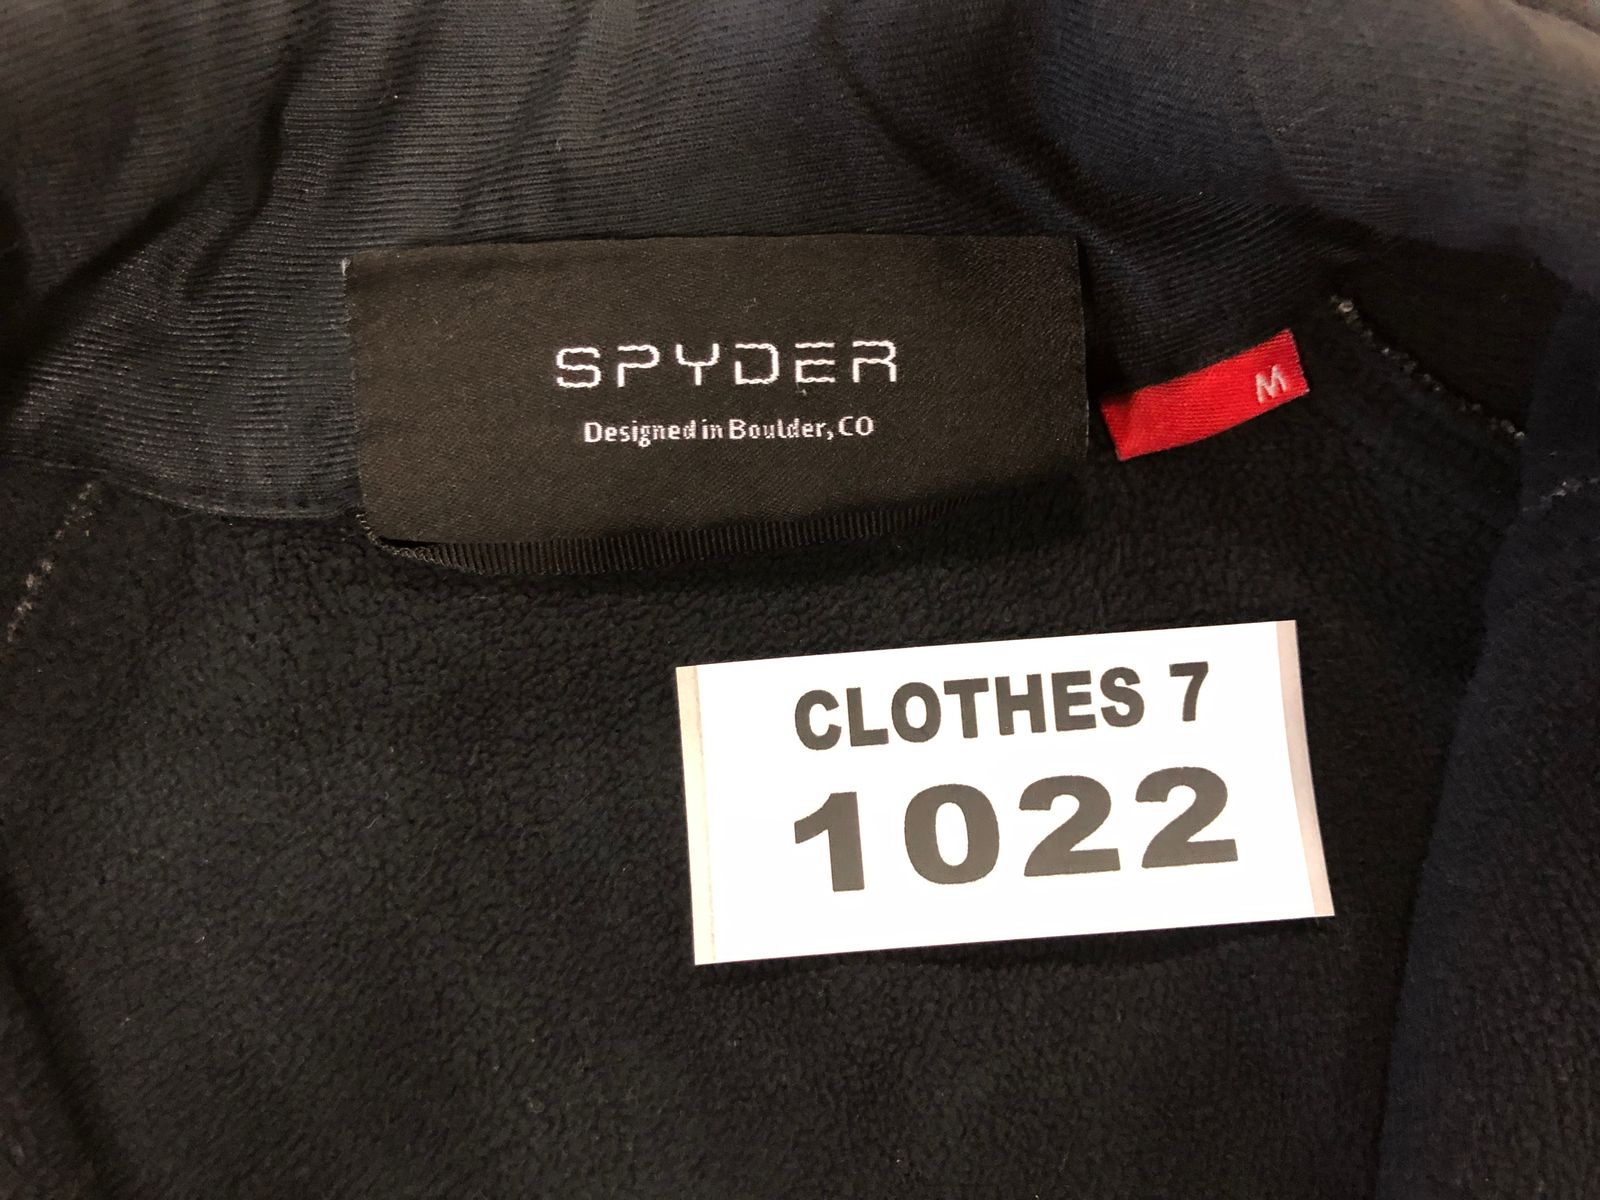 SPYDER
Designed in Boulder, CO
M
CLOTHES 7
1022